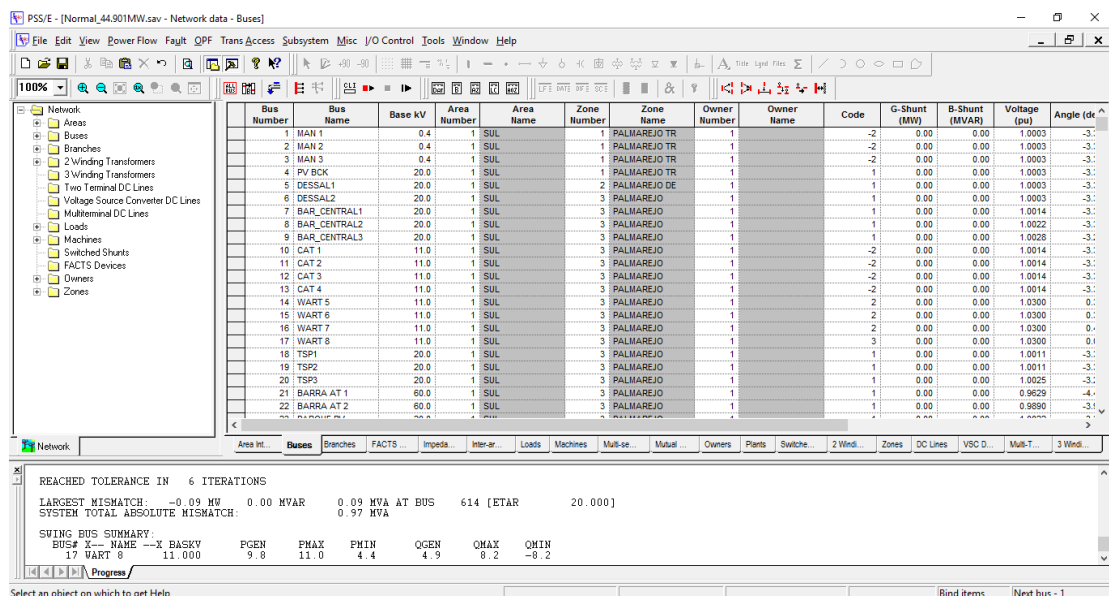 PSS/E - [Normal_44.901MW.sav - Network data - Buses]
File Edit View Power Flow Fault OPF Trans Access Subsystem Misc I/O Control Tools Window Help
100%
Network
Areas
Buses
Branches
2 Winding Transformers
3 Winding Transformers
Two Terminal DC Lines
Voltage Source Converter DC Lines
Multiterminal DC Lines
Loads
Machines
Switched Shunts
FACTS Devices
Owners
Zones
Network
Bus Number Bus Name Base kV Area Number Area Name Zone Number Zone Name Owner Number Owner Name Code G-Shunt (MW) B-Shunt (MVAR) Voltage (pu) Angle (de
1 MAN 1 0.4 1 SUL 1 PALMAREJO TR 1 -2 0.00 0.00 1.0003
2 MAN 2 0.4 1 SUL 1 PALMAREJO TR 1 -2 0.00 0.00 1.0003
3 MAN 3 0.4 1 SUL 1 PALMAREJO TR 1 -2 0.00 0.00 1.0003
4 PV BCK 20.0 1 SUL 1 PALMAREJO TR 1 1 0.00 0.00 1.0003
5 DESSAL1 20.0 1 SUL 2 PALMAREJO DE 1 1 0.00 0.00 1.0003
6 DESSAL2 20.0 1 SUL 3 PALMAREJO 1 1 0.00 0.00 1.0003
7 BAR_CENTRAL1 20.0 1 SUL 3 PALMAREJO 1 1 0.00 0.00 1.0014
8 BAR_CENTRAL2 20.0 1 SUL 3 PALMAREJO 1 1 0.00 0.00 1.0022
9 BAR_CENTRAL3 20.0 1 SUL 3 PALMAREJO 1 1 0.00 0.00 1.0028
10 CAT 1 11.0 1 SUL 3 PALMAREJO 1 -2 0.00 0.00 1.0014
11 CAT 2 11.0 1 SUL 3 PALMAREJO 1 -2 0.00 0.00 1.0014
12 CAT 3 11.0 1 SUL 3 PALMAREJO 1 -2 0.00 0.00 1.0014
13 CAT 4 11.0 1 SUL 3 PALMAREJO 1 -2 0.00 0.00 1.0014
14 WART 5 11.0 1 SUL 3 PALMAREJO 1 2 0.00 0.00 1.0300
15 WART 6 11.0 1 SUL 3 PALMAREJO 1 2 0.00 0.00 1.0300
16 WART 7 11.0 1 SUL 3 PALMAREJO 1 2 0.00 0.00 1.0300
17 WART 8 11.0 1 SUL 3 PALMAREJO 1 3 0.00 0.00 1.0300
18 TSP1 20.0 1 SUL 3 PALMAREJO 1 1 0.00 0.00 1.0011
19 TSP2 20.0 1 SUL 3 PALMAREJO 1 1 0.00 0.00 1.0011
20 TSP3 20.0 1 SUL 3 PALMAREJO 1 1 0.00 0.00 1.0025
21 BARRA AT 1 60.0 1 SUL 3 PALMAREJO 1 1 0.00 0.00 0.9629
22 BARRA AT 2 60.0 1 SUL 3 PALMAREJO 1 1 0.00 0.00 0.9890
Area Int... Buses Branches FACTS ... Impeda... Inter-ar... Loads Machines Multi-se... Mutual ... Owners Plants Switche... 2 Windi... Zones DC Lines VSC D... Multi-T... 3 Windi...
REACHED TOLERANCE IN 6 ITERATIONS
LARGEST MISMATCH: -0.09 MW 0.00 MVAR 0.09 MVA AT BUS 614 [ETAR 20.000]
SYSTEM TOTAL ABSOLUTE MISMATCH: 0.97 MVA
SWING BUS SUMMARY:
BUS# X-- NAME --X BASKV PGEN PMAX PMIN QGEN QMAX QMIN
17 WART 8 11.000 9.8 11.0 4.4 4.9 8.2 -8.2
Progress
Select an object on which to get Help Bind items Next bus - 1